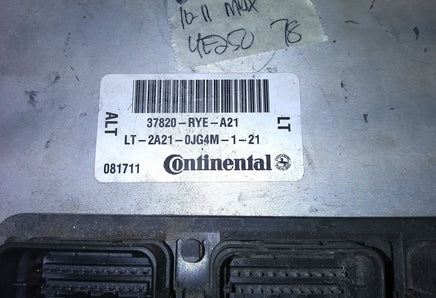 10-11 MDX
4E250 78
ALT
37820-RYE-A21
LT
LT-2A21-0JG4M-1-21
081711 Continental